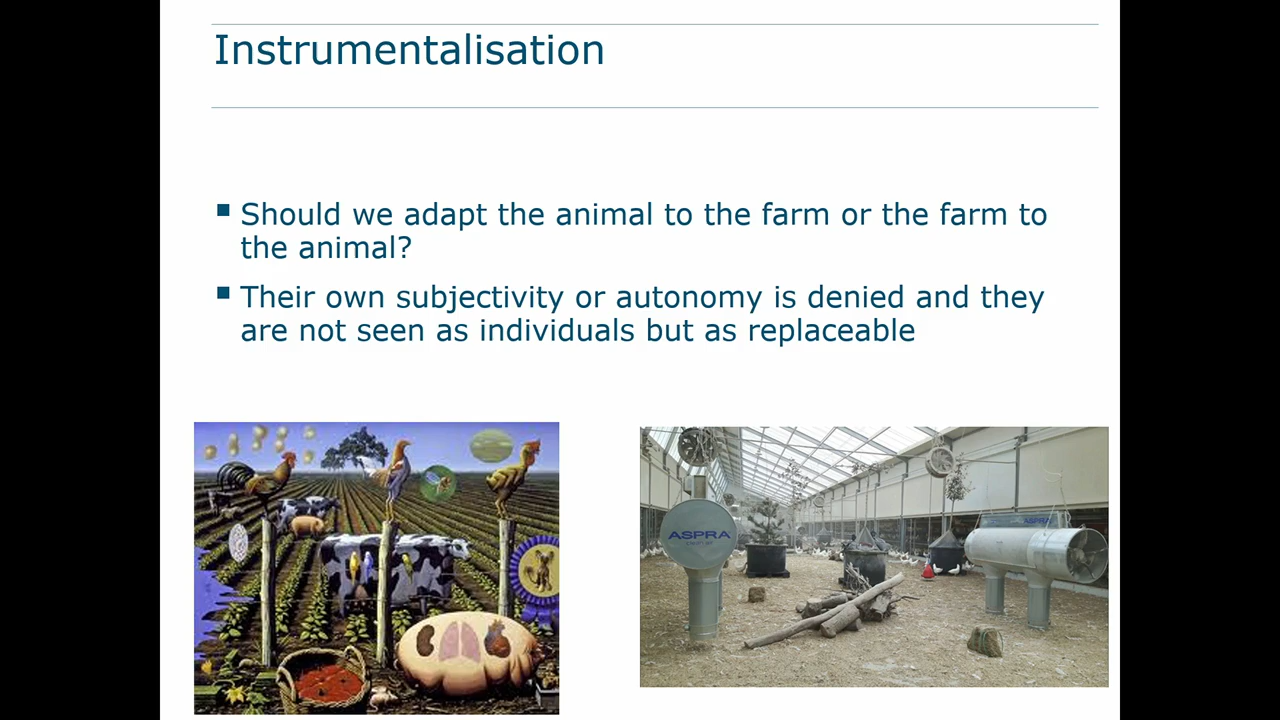 Instrumentalisation
Should we adapt the animal to the farm or the farm to
the animal?
Their own subjectivity or autonomy is denied and they
are not seen as individuals but as replaceable
ASPRA
ASPRA